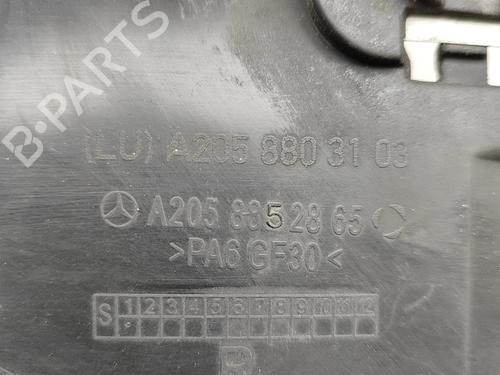 (LU) A205 880 31 03
A205 835 28 65
>PA6 GF30<
S 1 2 3 4 5 6 7 8 9 10 11 12
B